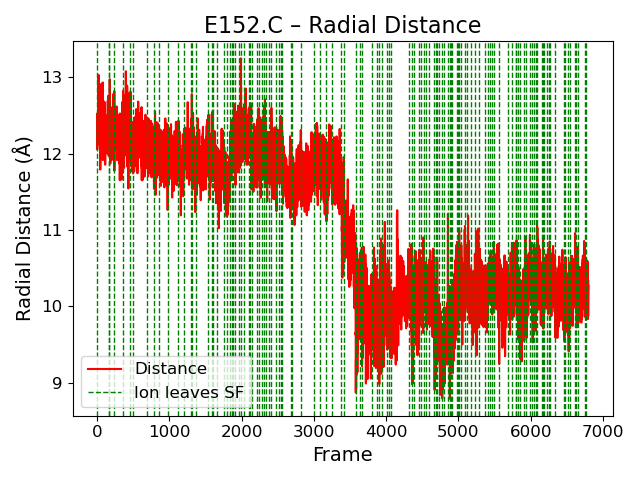 E152.C – Radial Distance
Radial Distance (Å)
13
12
11
10
9
Distance
Ion leaves SF
0 1000 2000 3000 4000 5000 6000 7000
Frame